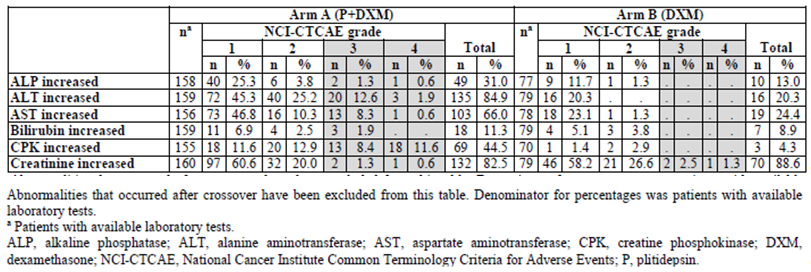 Arm A (P+DXM) Arm B (DXM)
nª NCI-CTCAE grade nª NCI-CTCAE grade
1 2 3 4 Total 1 2 3 4 Total
n % n % n % n % n % n % n % n % n % n %
ALP increased 158 40 25.3 6 3.8 2 1.3 1 0.6 49 31.0 77 9 11.7 1 1.3 . . . . 10 13.0
ALT increased 159 72 45.3 40 25.2 20 12.6 3 1.9 135 84.9 79 16 20.3 . . . . . . 16 20.3
AST increased 156 73 46.8 16 10.3 13 8.3 1 0.6 103 66.0 78 18 23.1 1 1.3 . . . . 19 24.4
Bilirubin increased 159 11 6.9 4 2.5 3 1.9 . . 18 11.3 79 4 5.1 3 3.8 . . . . 7 8.9
CPK increased 155 18 11.6 20 12.9 13 8.4 18 11.6 69 44.5 70 1 1.4 2 2.9 . . . . 3 4.3
Creatinine increased 160 97 60.6 32 20.0 2 1.3 1 0.6 132 82.5 79 46 58.2 21 26.6 2 2.5 1 1.3 70 88.6
Abnormalities that occurred after crossover have been excluded from this table. Denominator for percentages was patients with available
laboratory tests.
ª Patients with available laboratory tests.
ALP, alkaline phosphatase; ALT, alanine aminotransferase; AST, aspartate aminotransferase; CPK, creatine phosphokinase; DXM,
dexamethasone; NCI-CTCAE, National Cancer Institute Common Terminology Criteria for Adverse Events; P, plitidepsin.